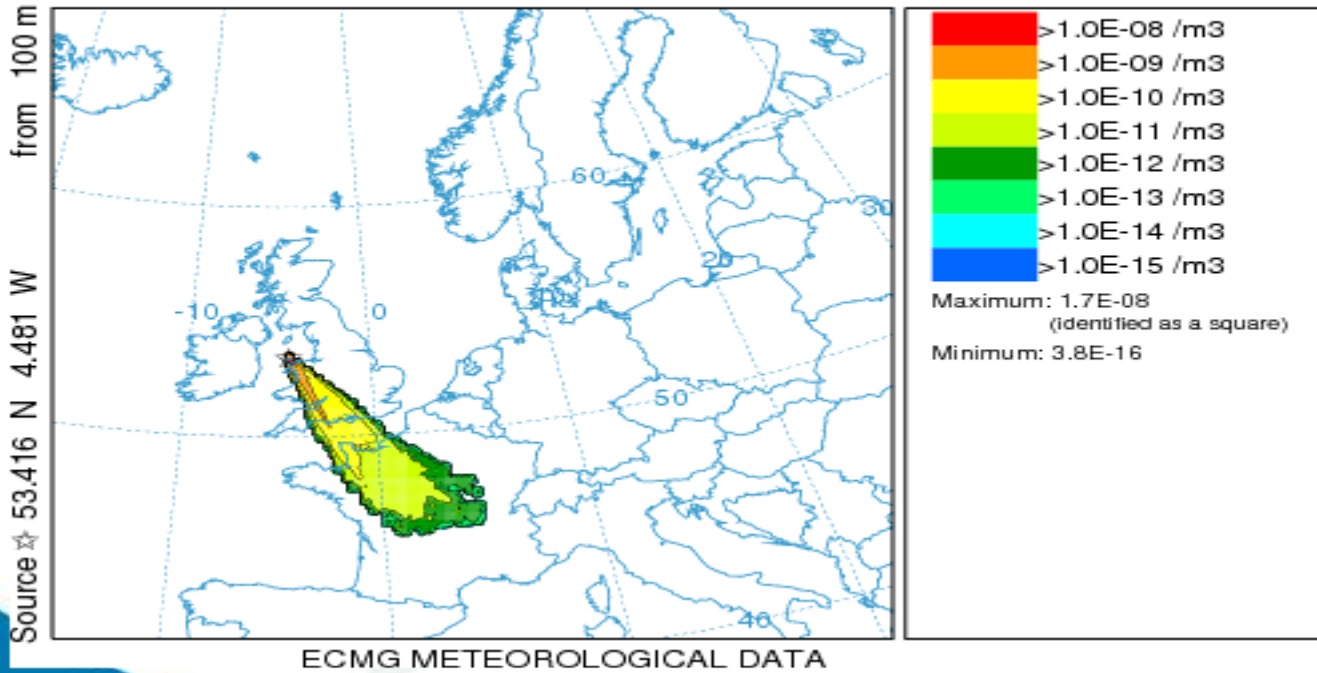 Source ☆ 53.416 N 4.481 W from 100 m
60
30
20
-10
0
50
40
>1.0E-08 /m3
>1.0E-09 /m3
>1.0E-10 /m3
>1.0E-11 /m3
>1.0E-12 /m3
>1.0E-13 /m3
>1.0E-14 /m3
>1.0E-15 /m3
Maximum: 1.7E-08
(identified as a square)
Minimum: 3.8E-16
ECMG METEOROLOGICAL DATA